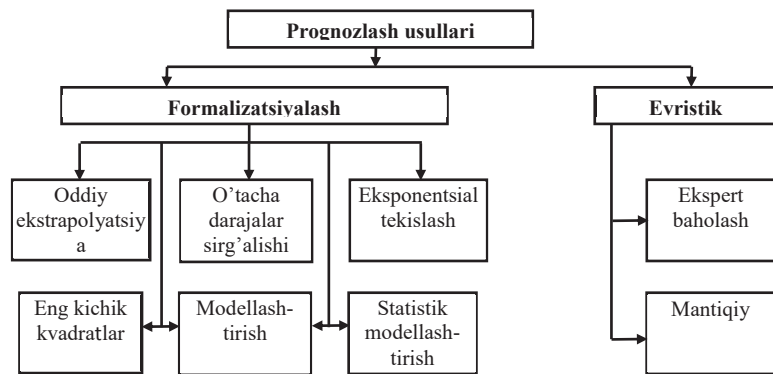 Prognozlash usullari
Formalizatsiyalash
Evristik
Oddiy
ekstrapolyatsiy
a
O’tacha
darajalar
sirg’alishi
Eksponentsial
tekislash
Ekspert
baholash
Eng kichik
kvadratlar
Modellash-
tirish
Statistik
modellash-
tirish
Mantiqiy